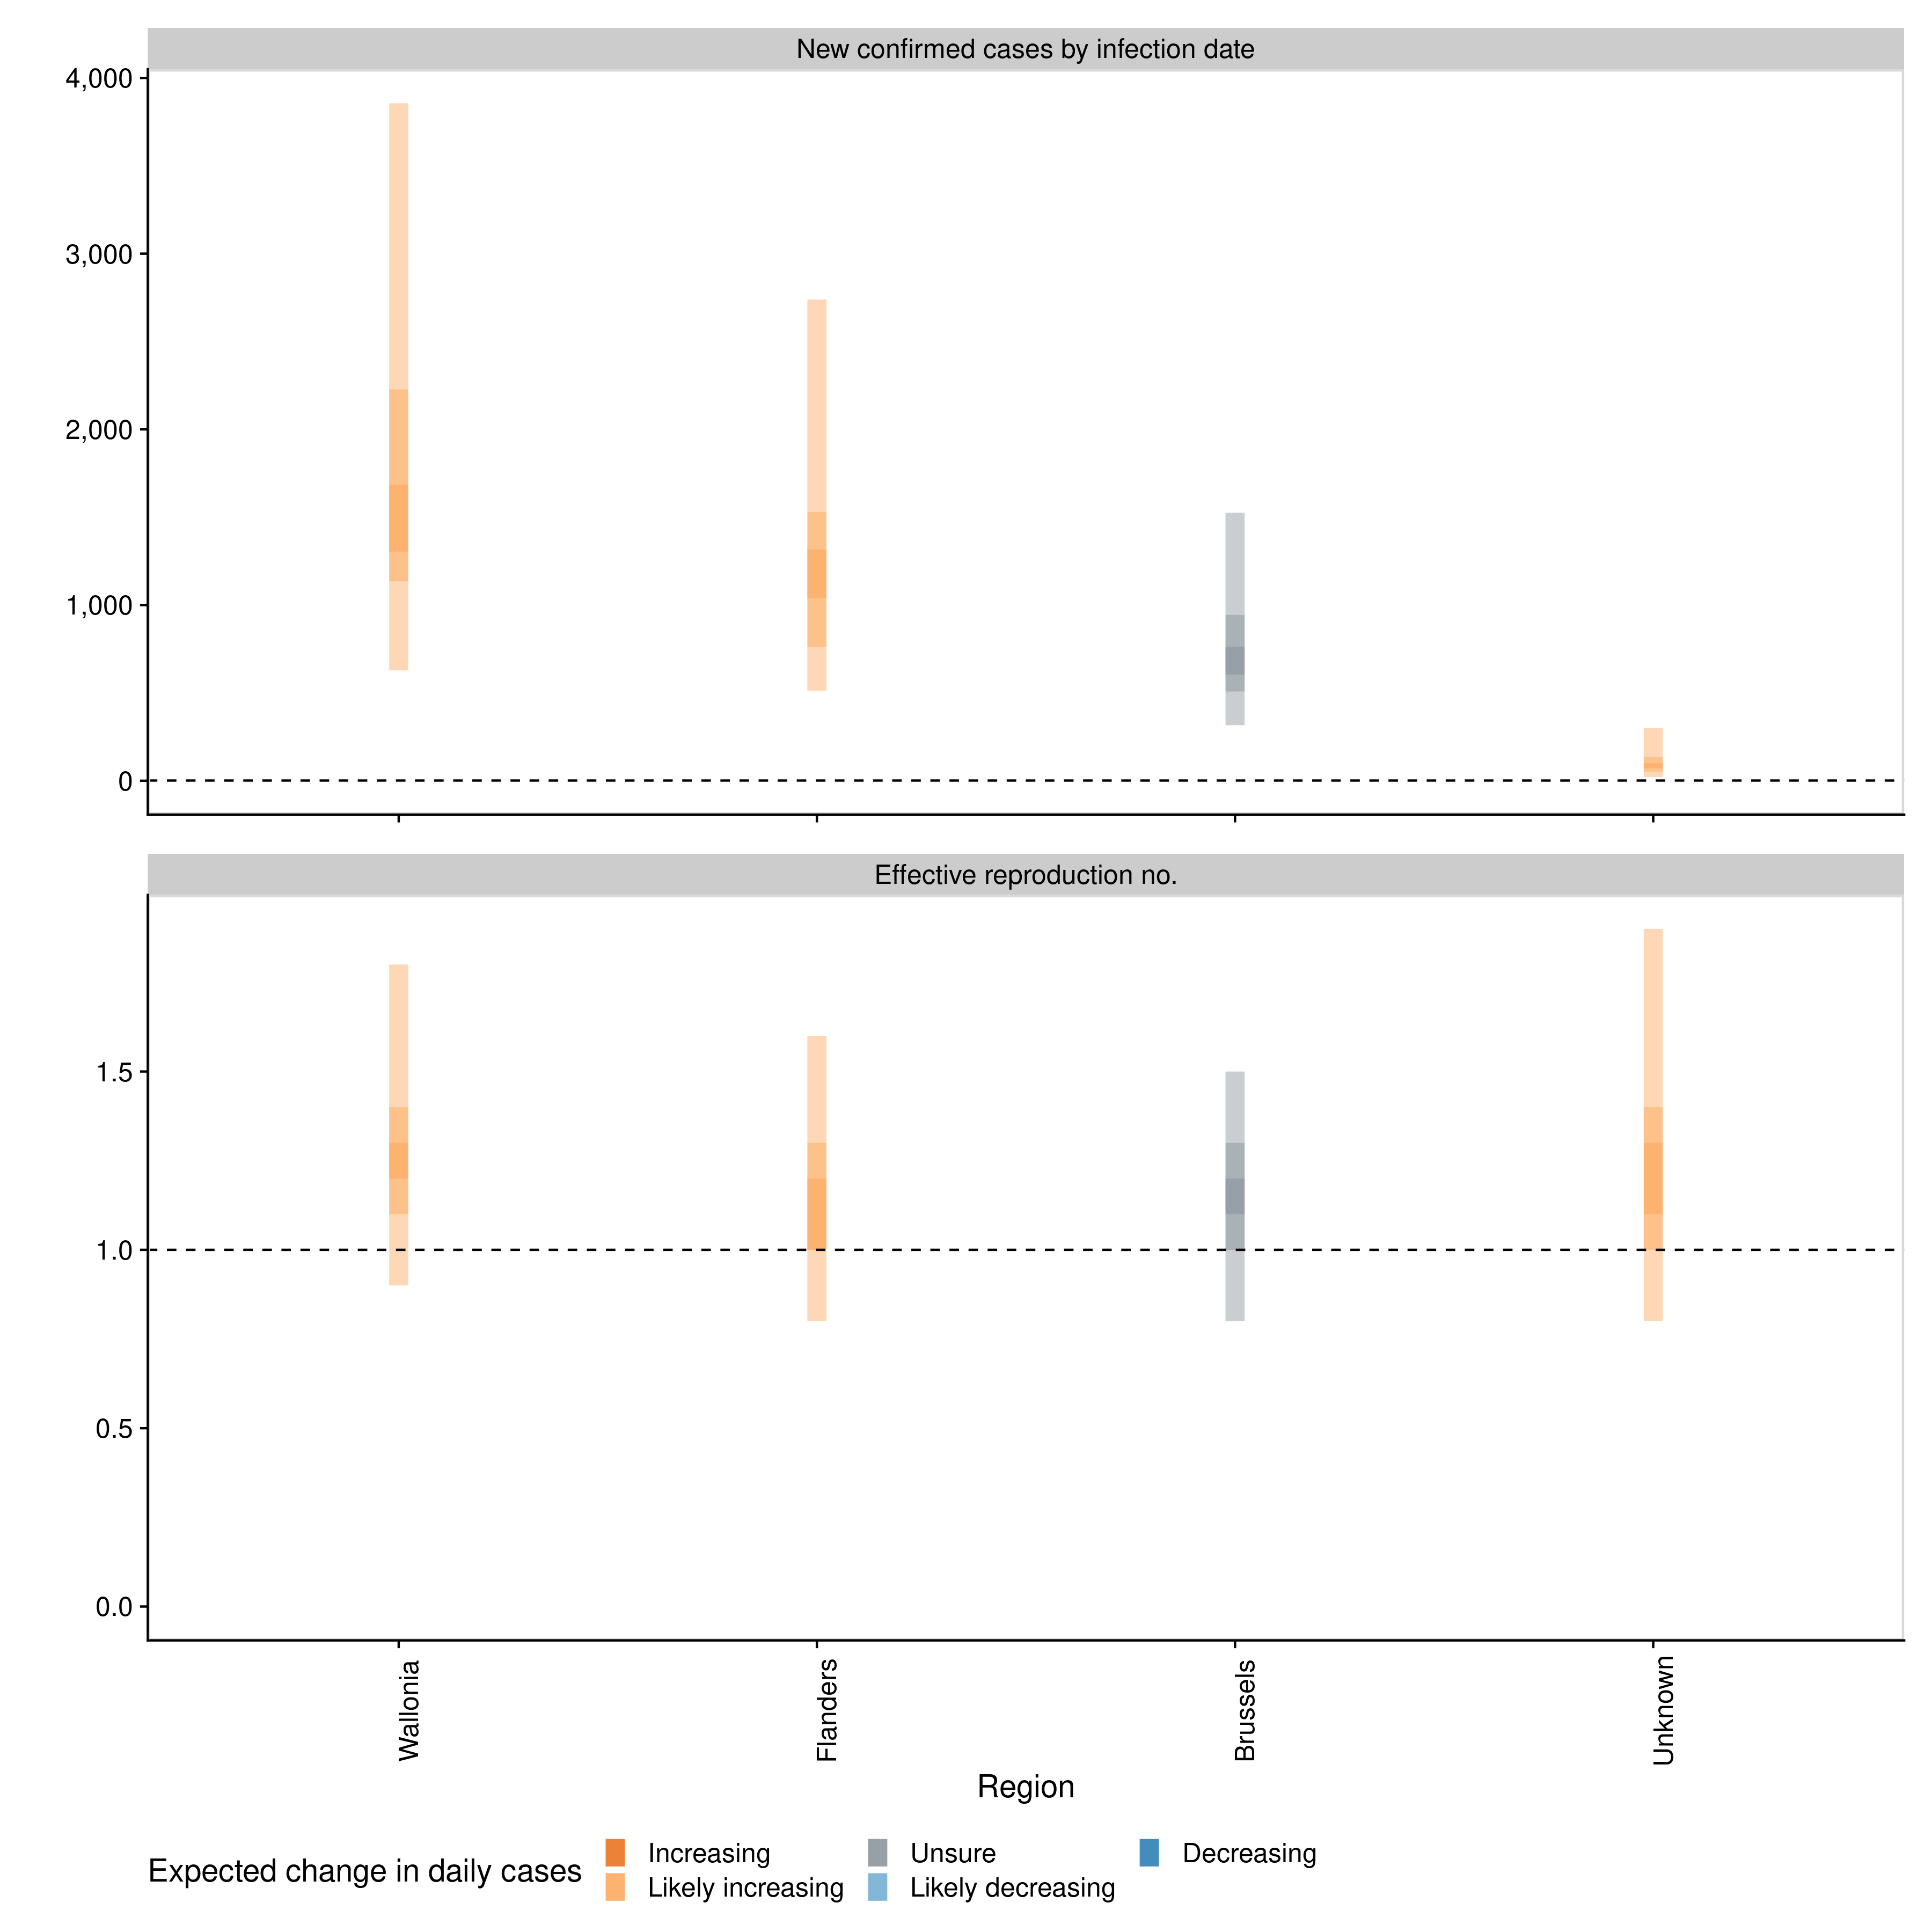 New confirmed cases by infection date
4,000
3,000
2,000
1,000
0
Effective reproduction no.
1.5
1.0
0.5
0.0
Wallonia
Flanders
Brussels
Unknown
Region
Expected change in daily cases
Increasing
Likely increasing
Unsure
Likely decreasing
Decreasing